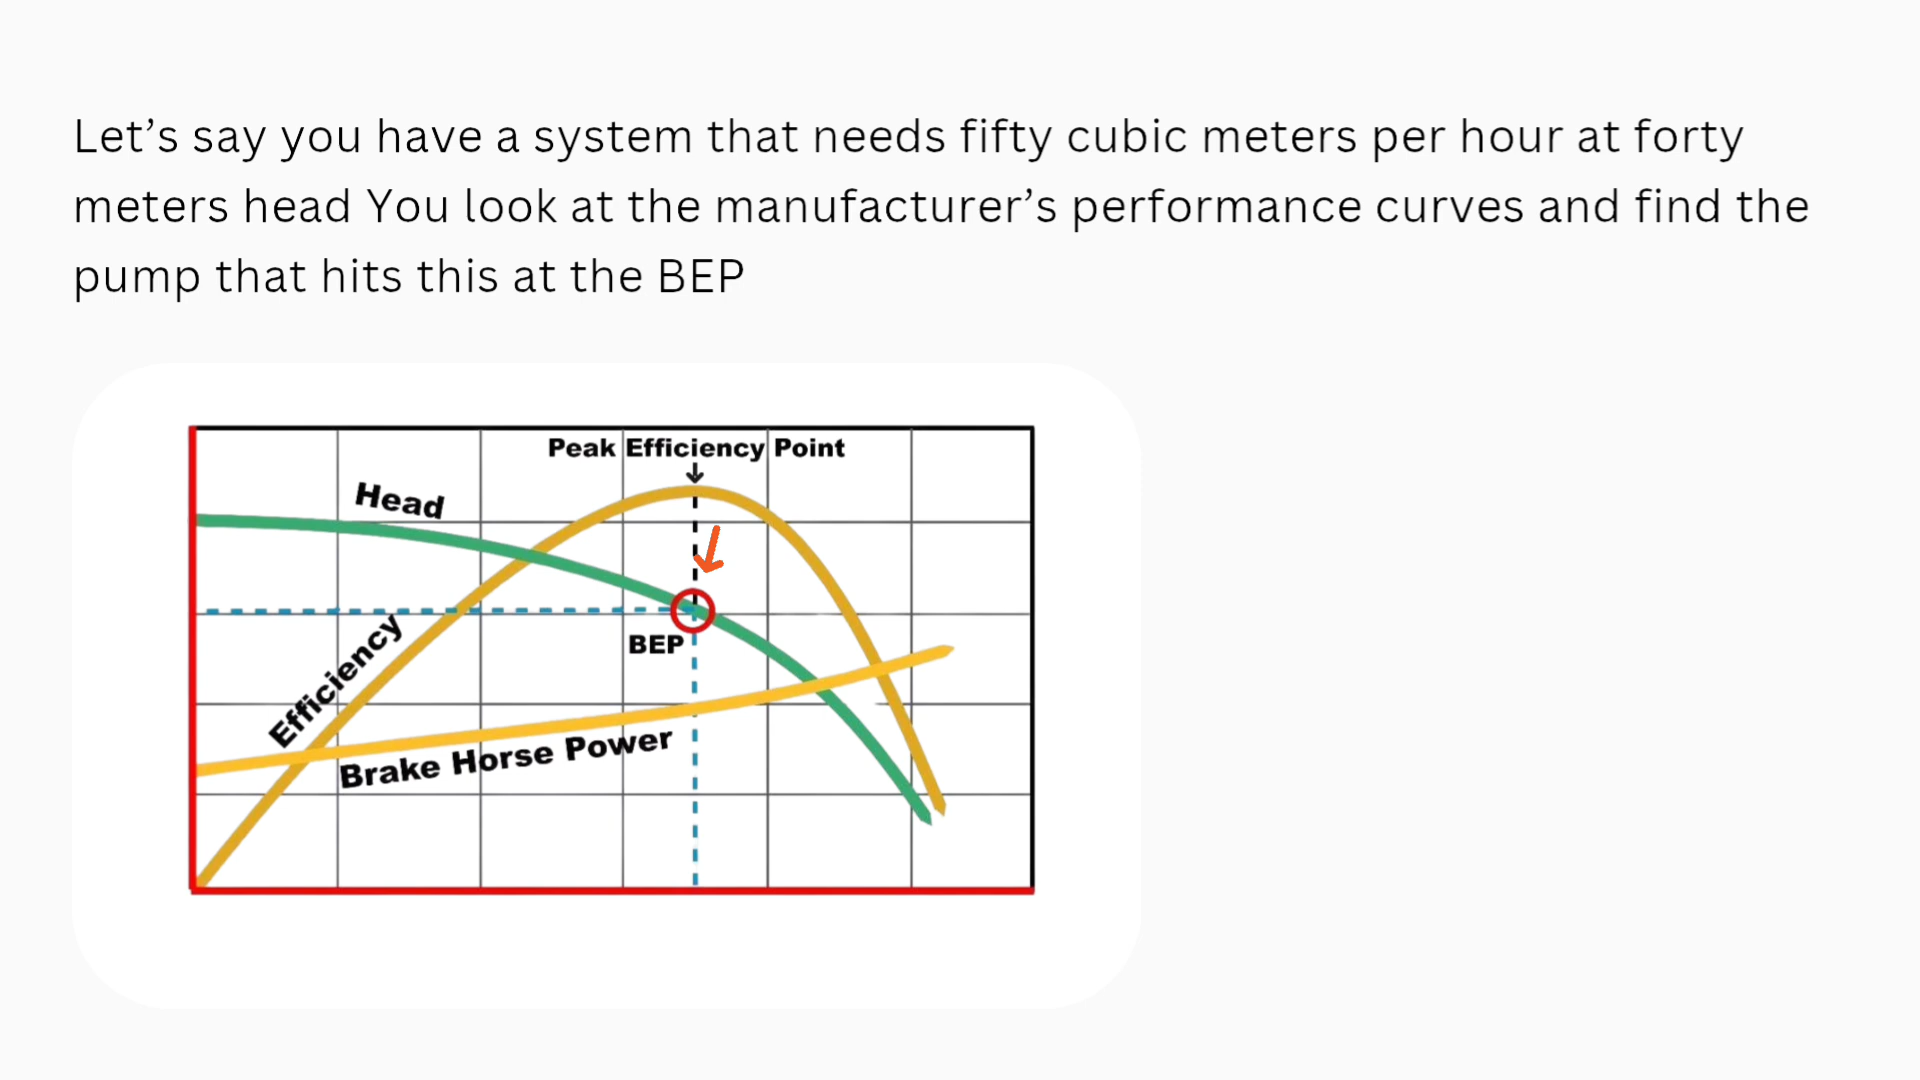 Let’s say you have a system that needs fifty cubic meters per hour at forty
meters head You look at the manufacturer’s performance curves and find the
pump that hits this at the BEP
Peak Efficiency Point
Head
BEP
Efficiency
Brake Horse Power